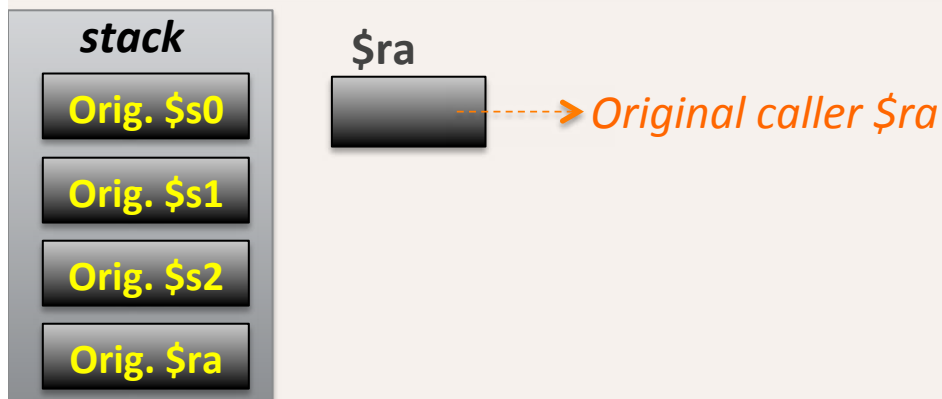 stack
Orig. $s0
Orig. $s1
Orig. $s2
Orig. $ra
$ra
Original caller $ra